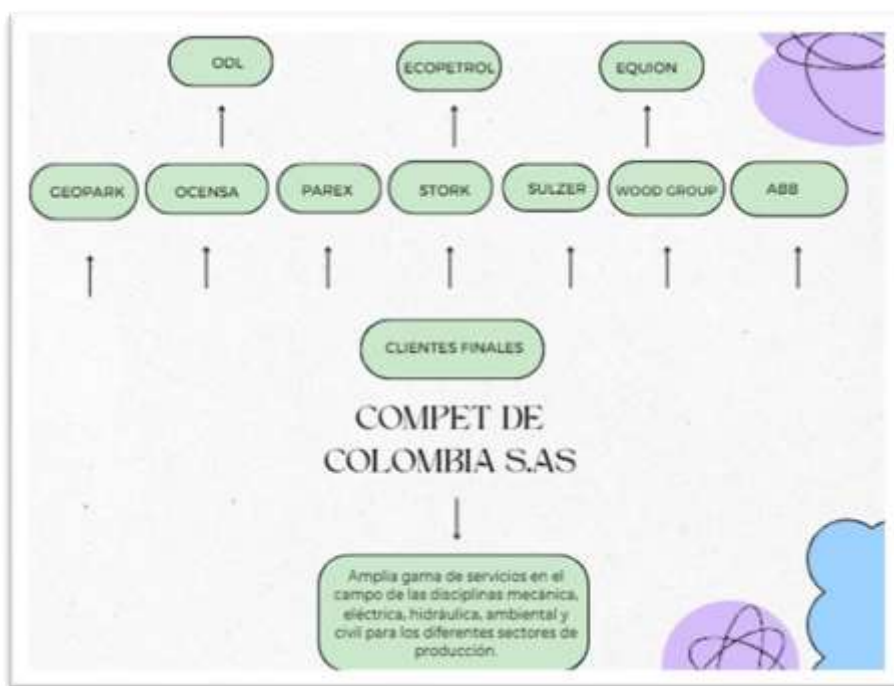 ODL
ECOPETROL
EQUION
GEOPARK
OCENSA
PAREX
STORK
SULZER
WOOD GROUP
ABB
CLIENTES FINALES
COMPET DE
COLOMBIA S.AS
Amplia gama de servicios en el
campo de las disciplinas mecánica,
eléctrica, hidráulica, ambiental y
civil para los diferentes sectores de
producción.